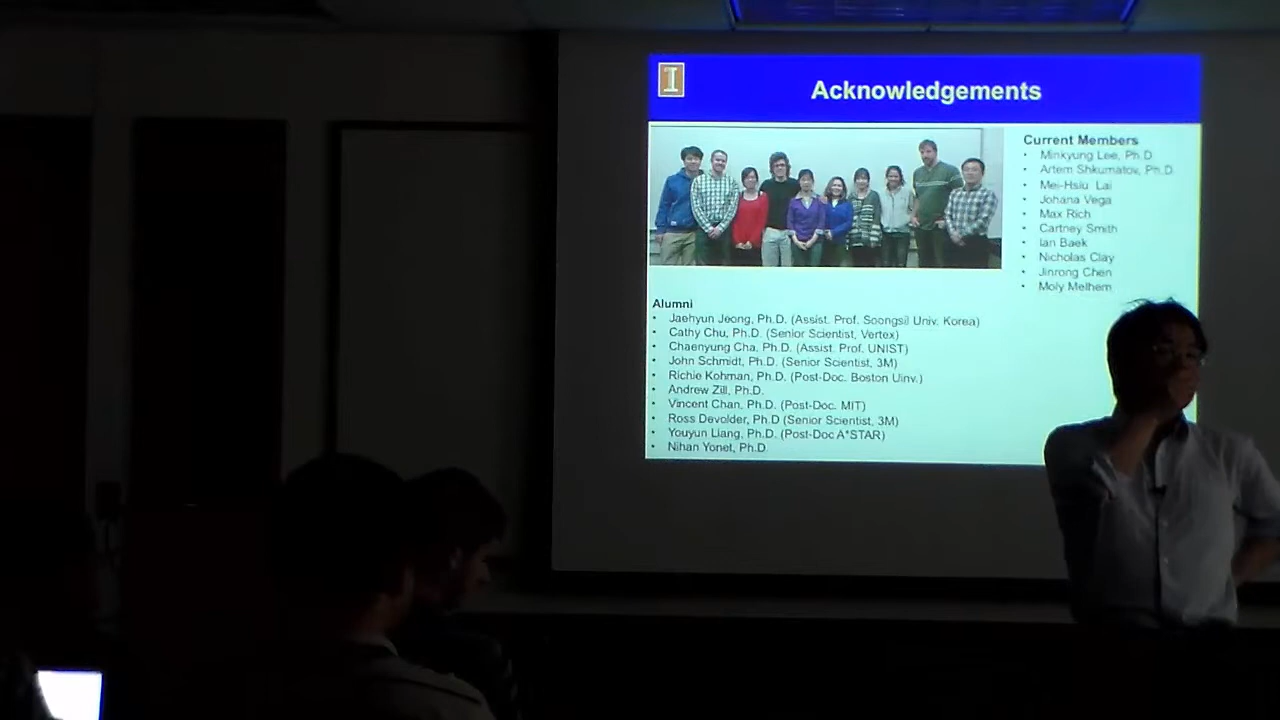 I
Acknowledgements
Current Members
• Minkyung Lee, Ph.D
• Artem Shkumatov, Ph.D.
• Mei-Hsiu Lai
• Johana Vega
• Max Rich
• Cartney Smith
• Ian Baek
• Nicholas Clay
• Jinrong Chen
• Moly Melhem
Alumni
• Jaehyun Jeong, Ph.D. (Assist. Prof. Soongsil Univ. Korea)
• Cathy Chu, Ph.D. (Senior Scientist, Vertex)
• Chaenyung Cha, Ph.D. (Assist. Prof. UNIST)
• John Schmidt, Ph.D. (Senior Scientist, 3M)
• Richie Kohman, Ph.D. (Post-Doc. Boston Uinv.)
• Andrew Zill, Ph.D.
• Vincent Chan, Ph.D. (Post-Doc. MIT)
• Ross Devolder, Ph.D (Senior Scientist, 3M)
• Youyun Liang, Ph.D. (Post-Doc A*STAR)
• Nihan Yonet, Ph.D.